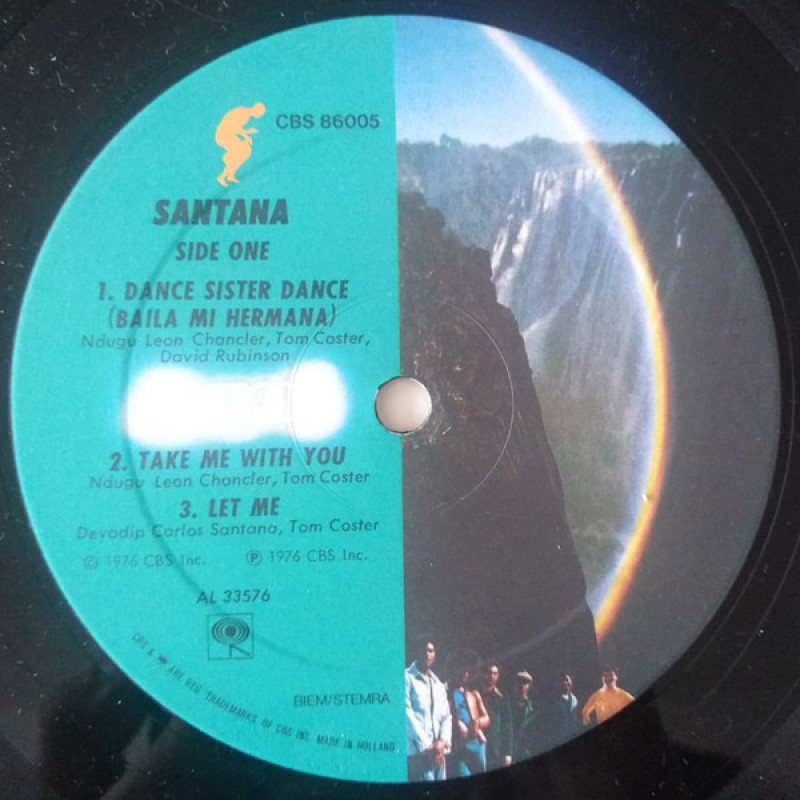 CBS 86005
SANTANA
SIDE ONE
1. DANCE SISTER DANCE
(BAILA MI HERMANA)
Ndugu Leon Chancler, Tom Coster,
David Rubinson
2. TAKE ME WITH YOU
Ndugu Leon Chancler, Tom Coster
3. LET ME
Devadip Carlos Santana, Tom Coster
© 1976 CBS Inc. ℗ 1976 CBS Inc.
AL 33576
BIEM/STEMRA
CBS & ARE REG. TRADEMARKS OF CBS INC. MADE IN HOLLAND